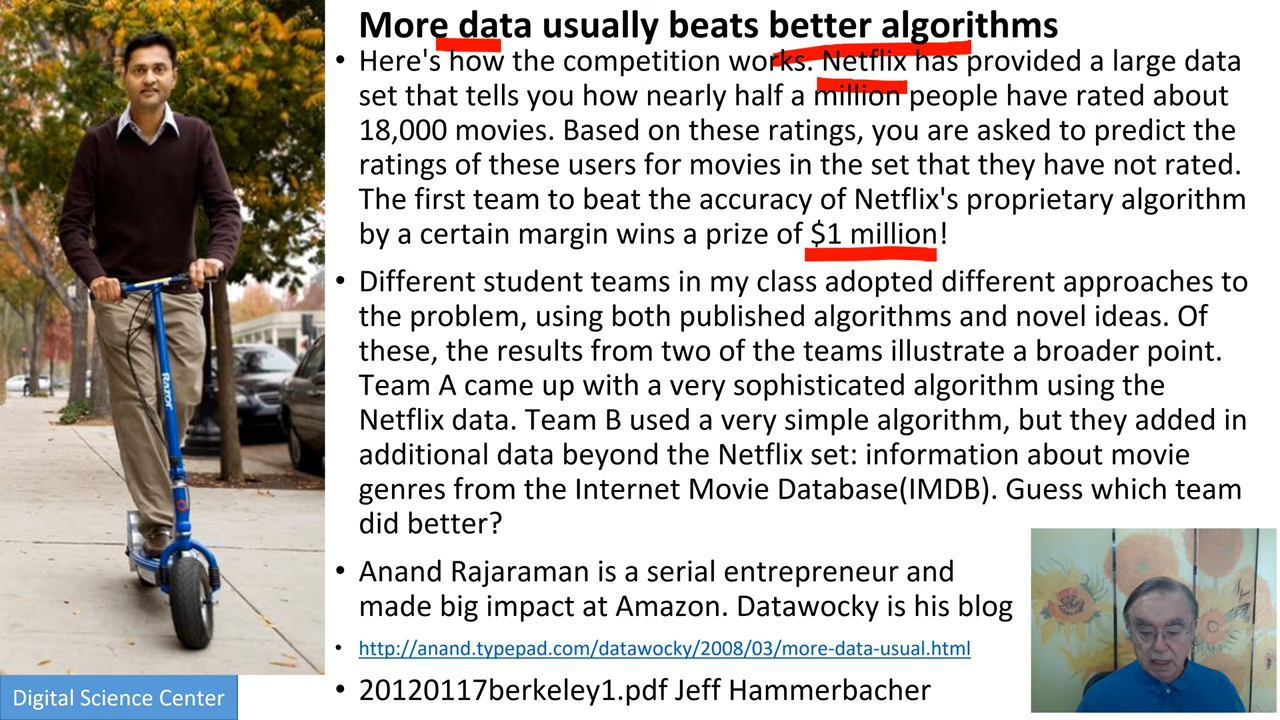 More data usually beats better algorithms
• Here's how the competition works. Netflix has provided a large data
set that tells you how nearly half a million people have rated about
18,000 movies. Based on these ratings, you are asked to predict the
ratings of these users for movies in the set that they have not rated.
The first team to beat the accuracy of Netflix's proprietary algorithm
by a certain margin wins a prize of $1 million!
• Different student teams in my class adopted different approaches to
the problem, using both published algorithms and novel ideas. Of
these, the results from two of the teams illustrate a broader point.
Team A came up with a very sophisticated algorithm using the
Netflix data. Team B used a very simple algorithm, but they added in
additional data beyond the Netflix set: information about movie
genres from the Internet Movie Database(IMDB). Guess which team
did better?
• Anand Rajaraman is a serial entrepreneur and
made big impact at Amazon. Datawocky is his blog
• http://anand.typepad.com/datawocky/2008/03/more-data-usual.html
• 20120117berkeley1.pdf Jeff Hammerbacher
RAZOR
Digital Science Center